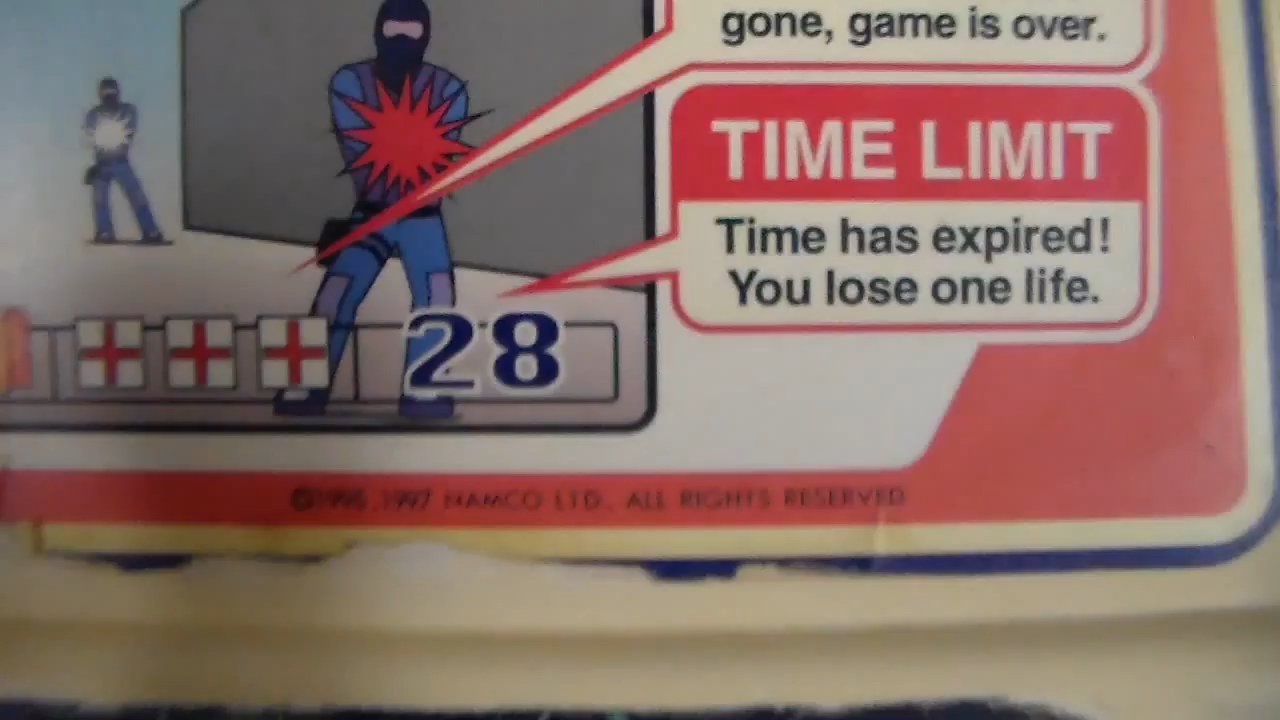 gone, game is over.
TIME LIMIT
Time has expired!
You lose one life.
28
©1995, 1997 NAMCO LTD., ALL RIGHTS RESERVED